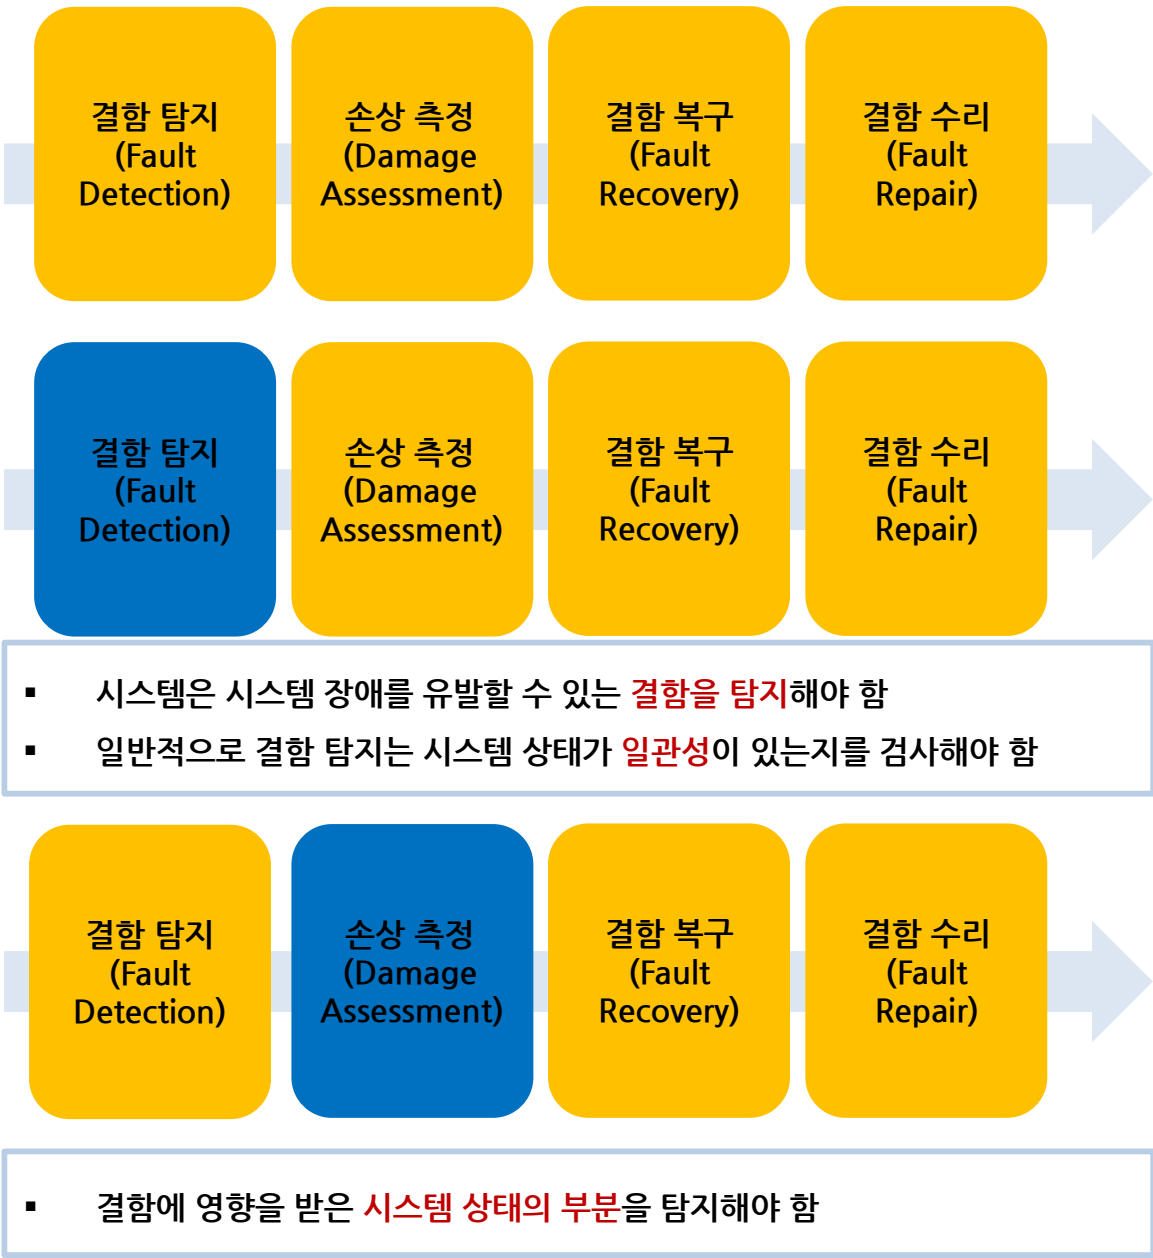 결함 탐지
(Fault
Detection)
손상 측정
(Damage
Assessment)
결함 복구
(Fault
Recovery)
결함 수리
(Fault
Repair)
결함 탐지
(Fault
Detection)
손상 측정
(Damage
Assessment)
결함 복구
(Fault
Recovery)
결함 수리
(Fault
Repair)
▪ 시스템은 시스템 장애를 유발할 수 있는 결함을 탐지해야 함
▪ 일반적으로 결함 탐지는 시스템 상태가 일관성이 있는지를 검사해야 함
결함 탐지
(Fault
Detection)
손상 측정
(Damage
Assessment)
결함 복구
(Fault
Recovery)
결함 수리
(Fault
Repair)
▪ 결함에 영향을 받은 시스템 상태의 부분을 탐지해야 함